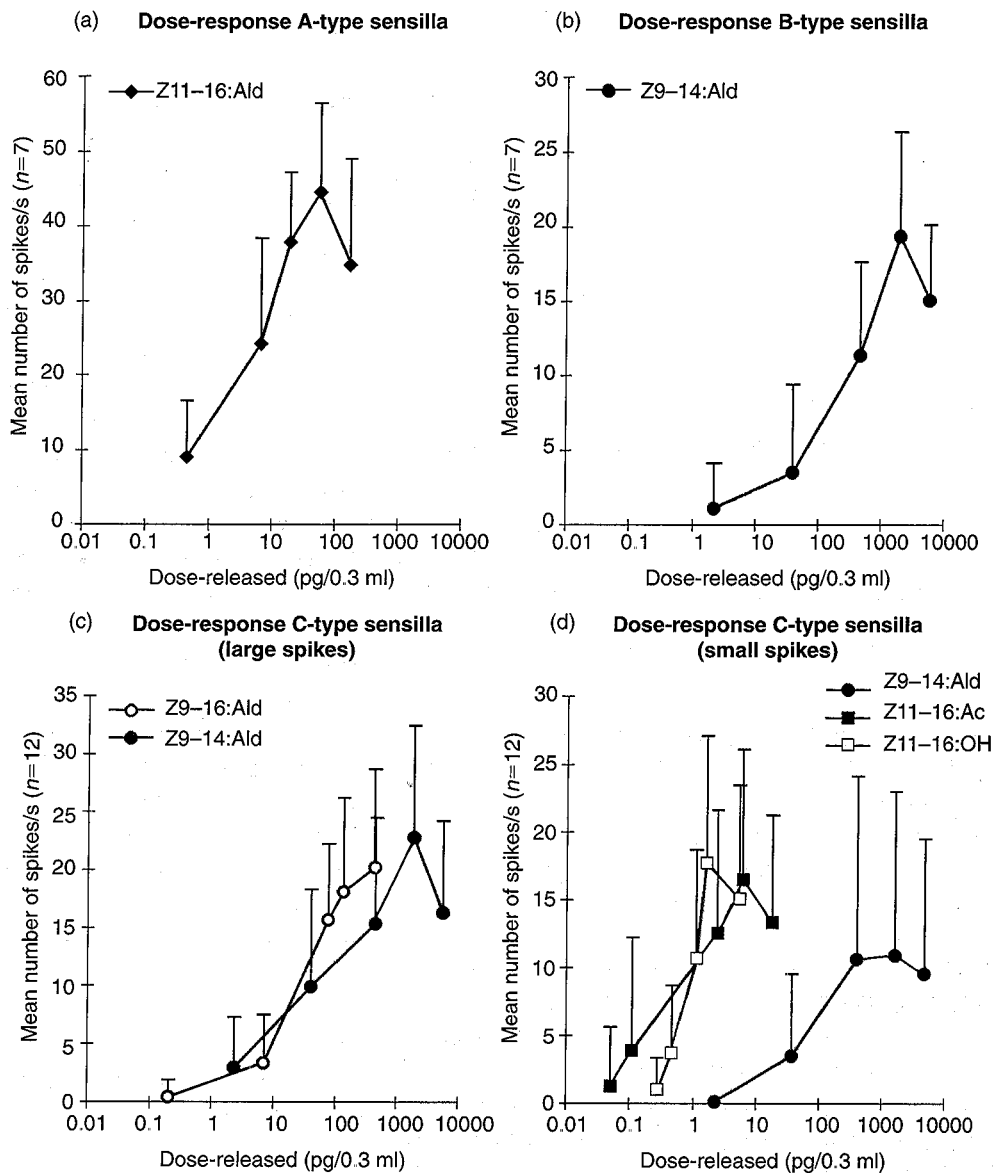 (a) Dose-response A-type sensilla
Z11–16:Ald
Mean number of spikes/s (n=7)
60
50
40
30
20
10
0
0.01 0.1 1 10 100 1000 10000
Dose-released (pg/0.3 ml)
(b) Dose-response B-type sensilla
Z9–14:Ald
Mean number of spikes/s (n=7)
30
25
20
15
10
5
0
0.01 0.1 1 10 100 1000 10000
Dose-released (pg/0.3 ml)
(c) Dose-response C-type sensilla
(large spikes)
Z9–16:Ald
Z9–14:Ald
Mean number of spikes/s (n=12)
35
30
25
20
15
10
5
0
0.01 0.1 1 10 100 1000 10000
Dose-released (pg/0.3 ml)
(d) Dose-response C-type sensilla
(small spikes)
Z9–14:Ald
Z11–16:Ac
Z11–16:OH
Mean number of spikes/s (n=12)
30
25
20
15
10
5
0
0.01 0.1 1 10 100 1000 10000
Dose-released (pg/0.3 ml)